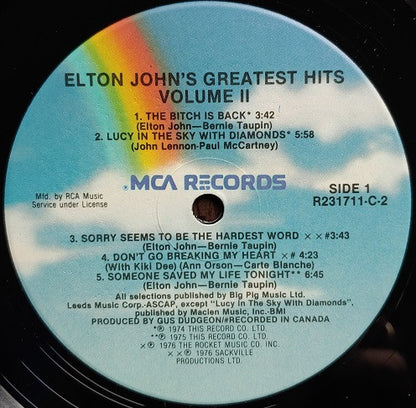 ELTON JOHN'S GREATEST HITS
VOLUME II
1. THE BITCH IS BACK* 3:42
(Elton John—Bernie Taupin)
2. LUCY IN THE SKY WITH DIAMONDS* 5:58
(John Lennon-Paul McCartney)
MCA RECORDS
Mfd. by RCA Music
Service under License
SIDE 1
R231711-C-2
3. SORRY SEEMS TO BE THE HARDEST WORD ××#3:43
(Elton John—Bernie Taupin)
4. DON'T GO BREAKING MY HEART ×# 4:23
(With Kiki Dee) (Ann Orson—Carte Blanche)
5. SOMEONE SAVED MY LIFE TONIGHT** 6:45
(Elton John—Bernie Taupin)
All selections published by Big Pig Music Ltd.
Leeds Music Corp.-ASCAP, except "Lucy In The Sky With Diamonds",
published by Maclen Music, Inc.-BMI
PRODUCED BY GUS DUDGEON/#RECORDED IN CANADA
*℗ 1974 THIS RECORD CO. LTD.
**℗ 1975 THIS RECORD CO. LTD.
×℗ 1976 THE ROCKET MUSIC CO. INC.
××℗ 1976 SACKVILLE
PRODUCTIONS LTD.